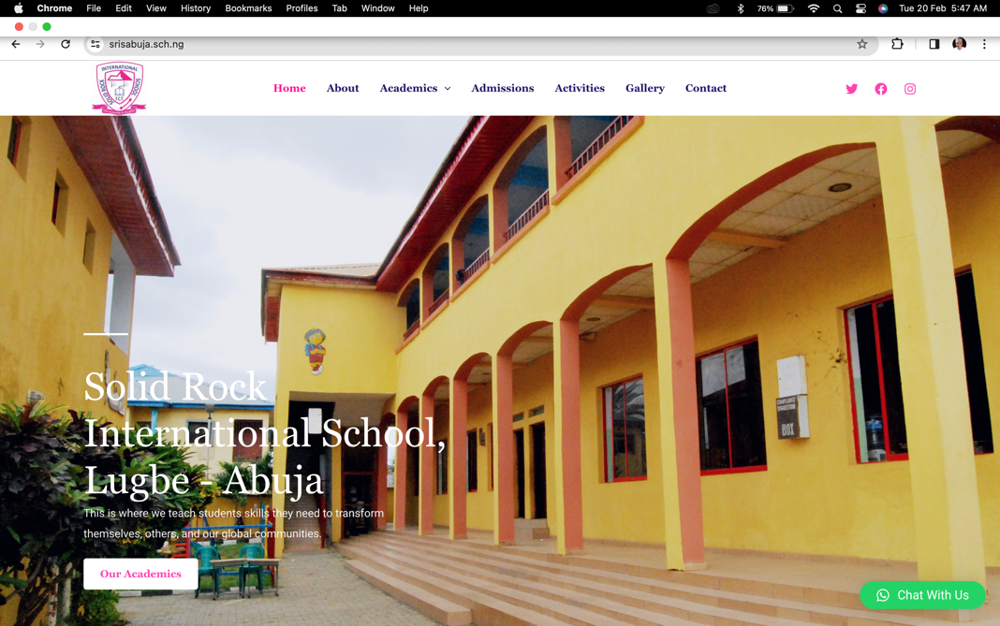 Chrome File Edit View History Bookmarks Profiles Tab Window Help 76% Tue 20 Feb 5:47 AM
srisabuja.sch.ng
INTERNATIONAL
SOLID ROCK
SCHOOL
Home About Academics Admissions Activities Gallery Contact
BOX
Solid Rock
International School,
Lugbe - Abuja
This is where we teach students skills they need to transform
themselves, others, and our global communities.
Our Academics
Chat With Us